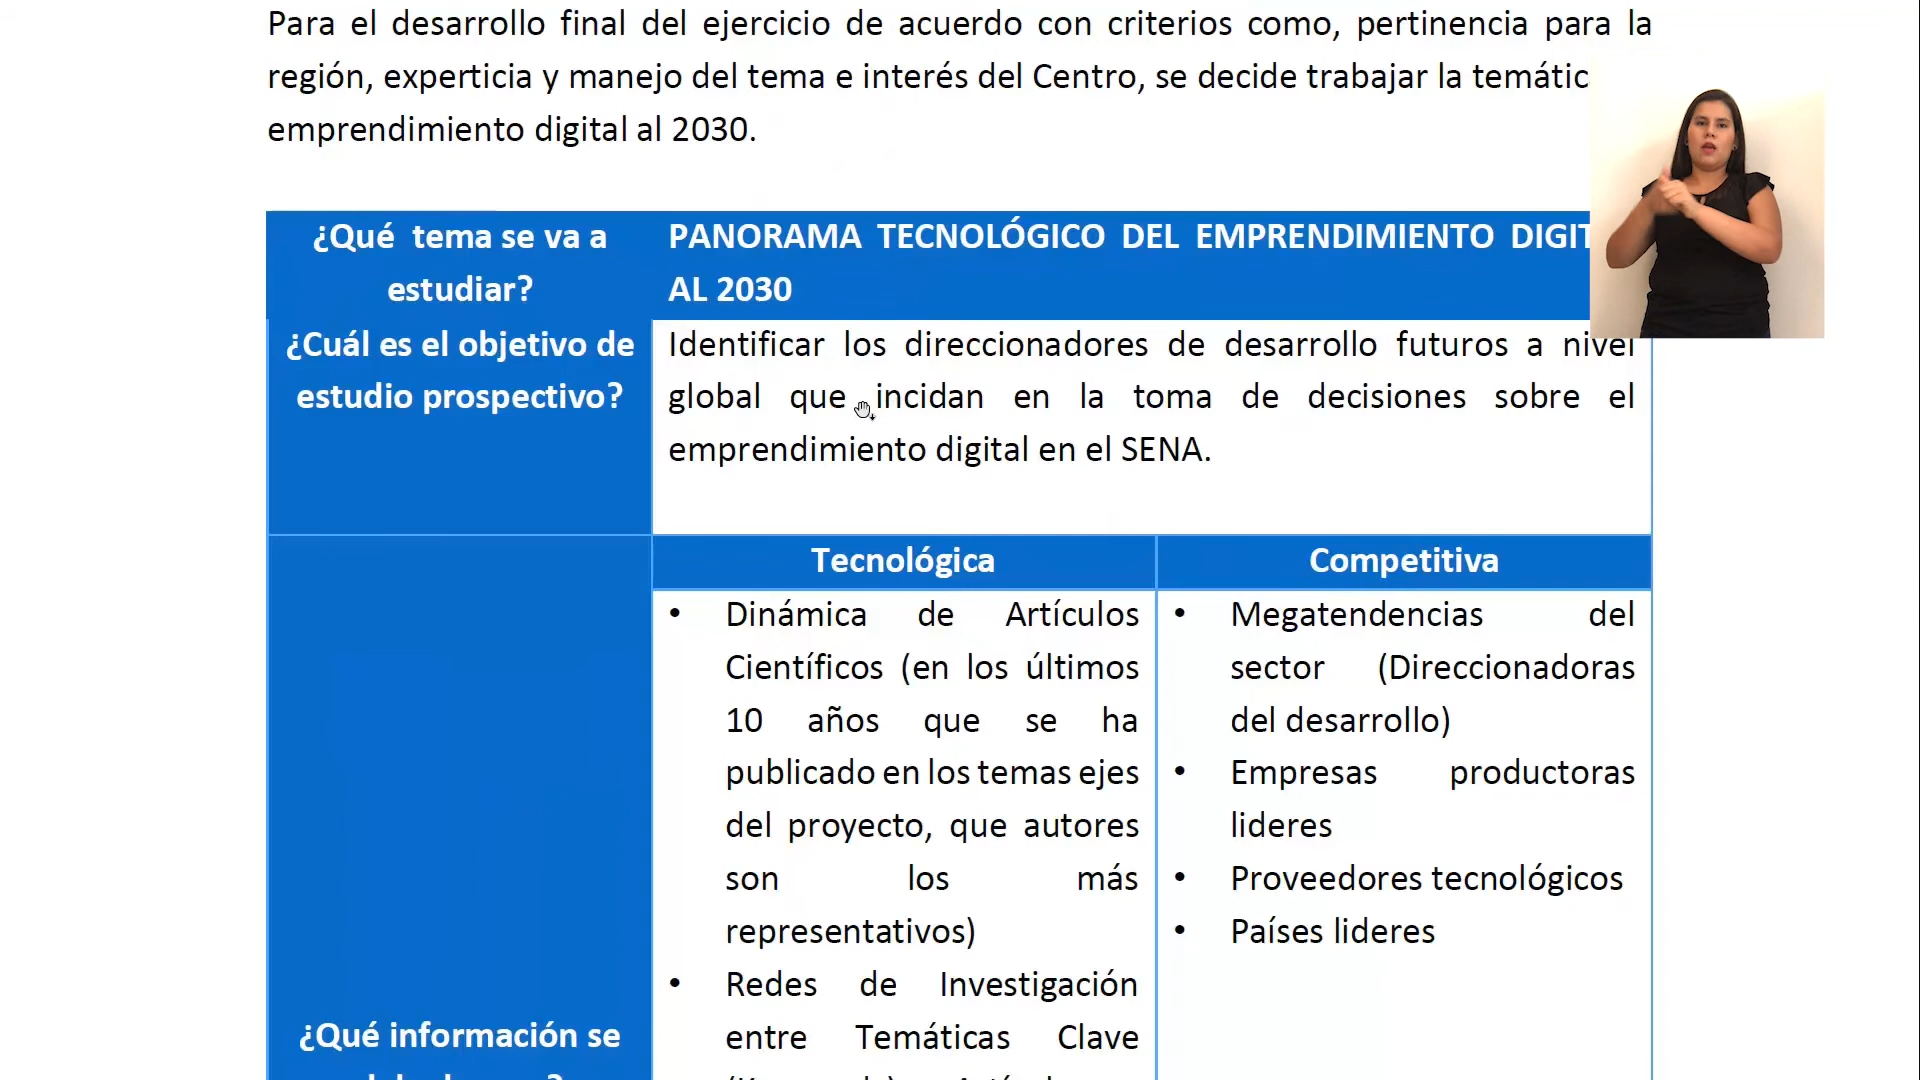 Para el desarrollo final del ejercicio de acuerdo con criterios como, pertinencia para la
región, experticia y manejo del tema e interés del Centro, se decide trabajar la temátic
emprendimiento digital al 2030.
¿Qué tema se va a
estudiar?
PANORAMA TECNOLÓGICO DEL EMPRENDIMIENTO DIGIT
AL 2030
¿Cuál es el objetivo de
estudio prospectivo?
Identificar los direccionadores de desarrollo futuros a nivel
global que incidan en la toma de decisiones sobre el
emprendimiento digital en el SENA.
¿Qué información se
Tecnológica
• Dinámica de Artículos
Científicos (en los últimos
10 años que se ha
publicado en los temas ejes
del proyecto, que autores
son los más
representativos)
• Redes de Investigación
entre Temáticas Clave
Competitiva
• Megatendencias del
sector (Direccionadoras
del desarrollo)
• Empresas productoras
lideres
• Proveedores tecnológicos
• Países lideres